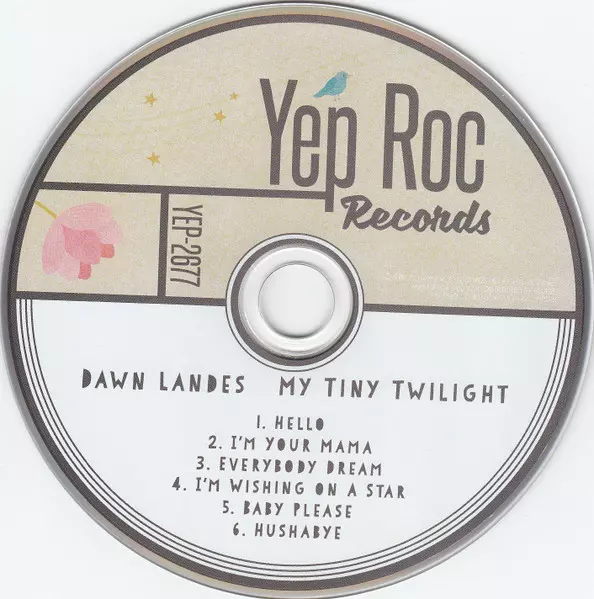 Yep Roc
Records
YEP-2677
DAWN LANDES MY TINY TWILIGHT
1. HELLO
2. I'M YOUR MAMA
3. EVERYBODY DREAM
4. I'M WISHING ON A STAR
5. BABY PLEASE
6. HUSHABYE